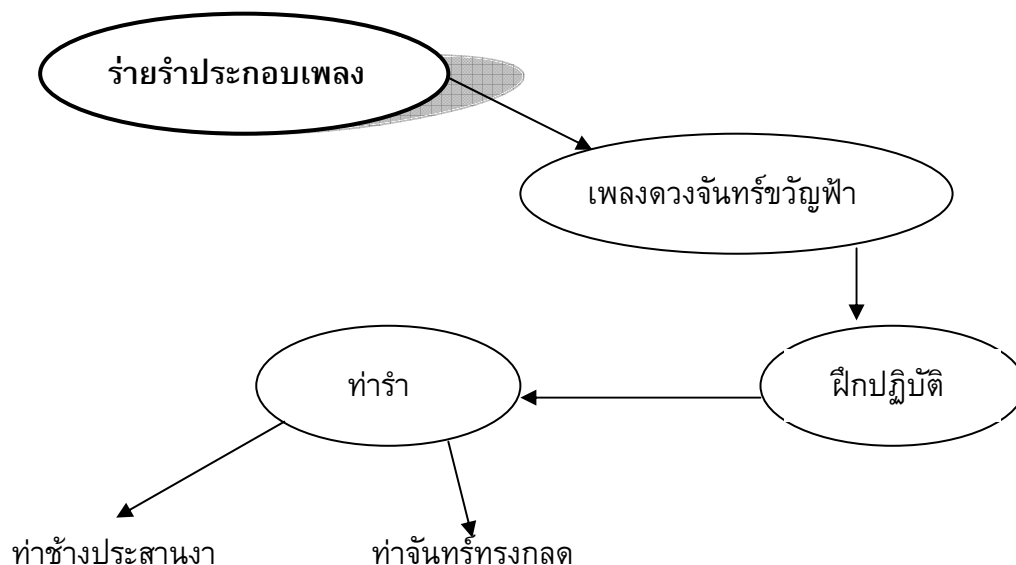 ร่ายรำประกอบเพลง
เพลงดวงจันทร์ขวัญฟ้า
ท่ารำ
ฝึกปฏิบัติ
ท่าช้างประสานงา
ท่าจันทร์ทรงกลด